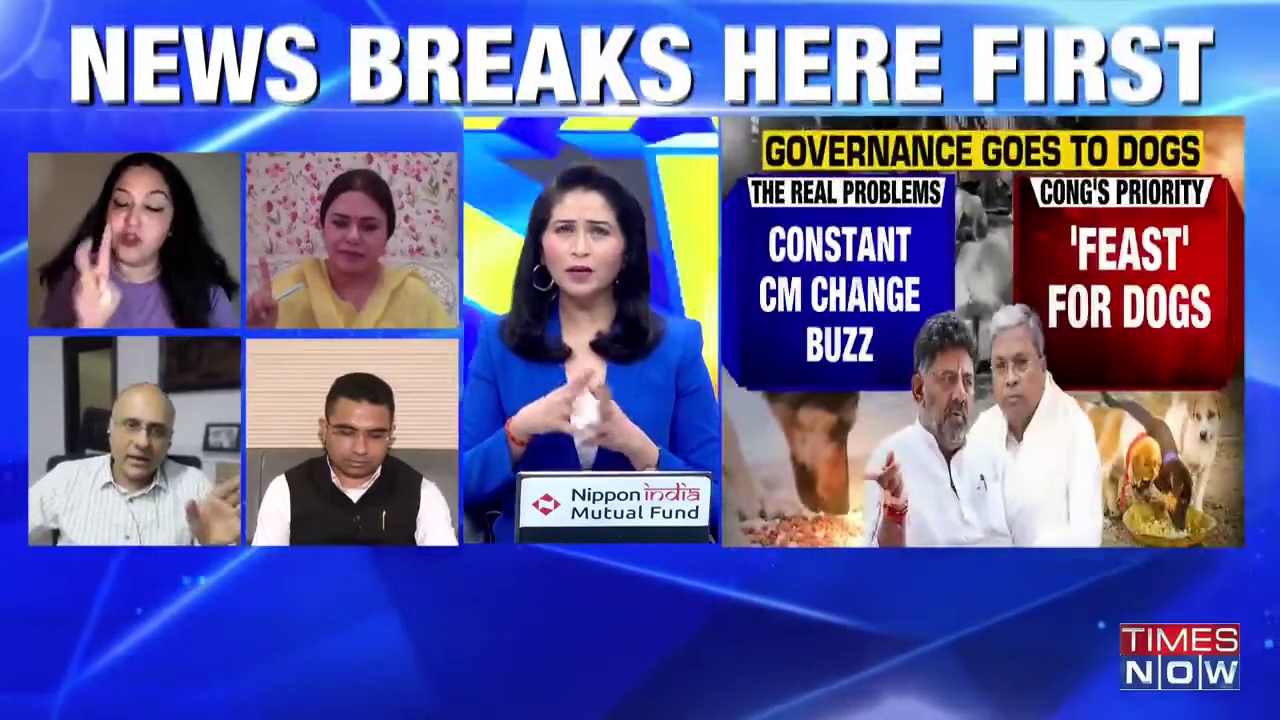 NEWS BREAKS HERE FIRST
GOVERNANCE GOES TO DOGS
THE REAL PROBLEMS
CONSTANT
CM CHANGE
BUZZ
CONG'S PRIORITY
'FEAST'
FOR DOGS
Nippon india
Mutual Fund
TIMES
NOW